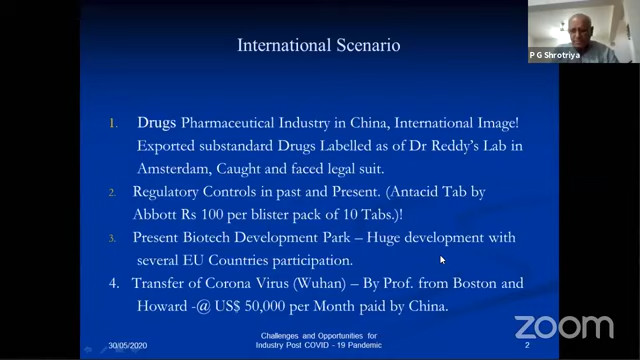 P G Shrotriya
International Scenario
1. Drugs Pharmaceutical Industry in China, International Image!
Exported substandard Drugs Labelled as of Dr Reddy's Lab in
Amsterdam, Caught and faced legal suit.
2. Regulatory Controls in past and Present. (Antacid Tab by
Abbott Rs 100 per blister pack of 10 Tabs.)!
3. Present Biotech Development Park – Huge development with
several EU Countries participation.
4. Transfer of Corona Virus (Wuhan) – By Prof. from Boston and
Howard -@ US$ 50,000 per Month paid by China.
zoom
30/05/2020
Challenges and Opportunities for
Industry Post COVID - 19 Pandemic
2